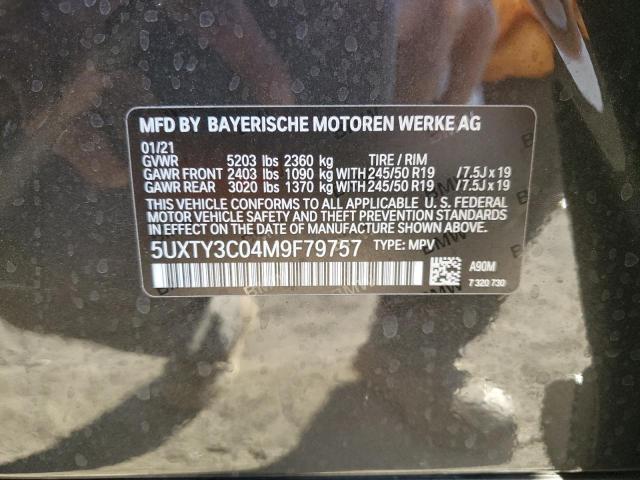 MFD BY BAYERISCHE MOTOREN WERKE AG
01/21
GVWR 5203 lbs 2360 kg TIRE / RIM
GAWR FRONT 2403 lbs 1090 kg WITH 245/50 R19 /7.5J x 19
GAWR REAR 3020 lbs 1370 kg WITH 245/50 R19 /7.5J x 19
THIS VEHICLE CONFORMS TO ALL APPLICABLE U. S. FEDERAL
MOTOR VEHICLE SAFETY AND THEFT PREVENTION STANDARDS
IN EFFECT ON THE DATE OF MANUFACTURE SHOWN ABOVE.
5UXTY3C04M9F79757 TYPE: MPV
A90M
7 320 730
BMW